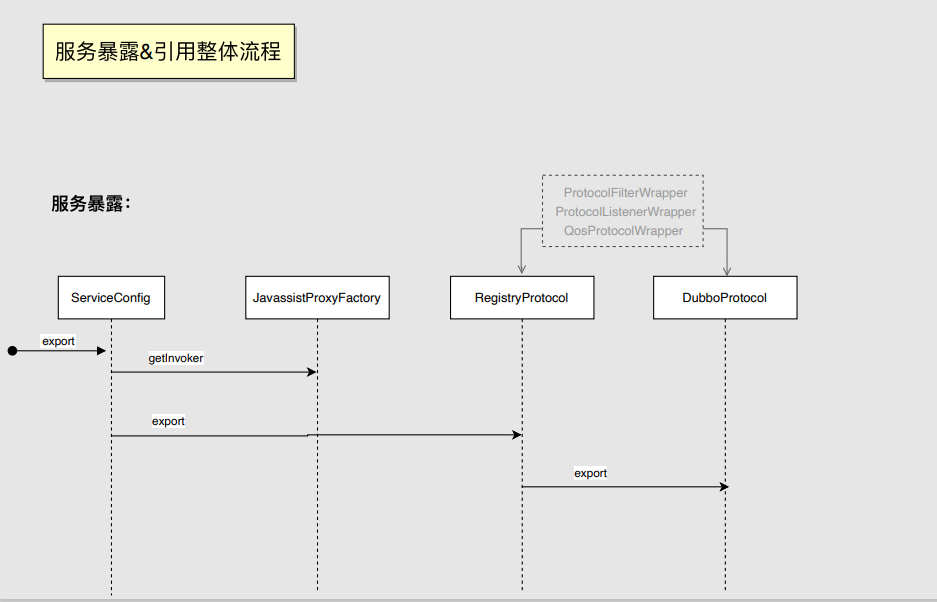 服务暴露&引用整体流程
服务暴露：
ProtocolFilterWrapper
ProtocolListenerWrapper
QosProtocolWrapper
ServiceConfig
JavassistProxyFactory
RegistryProtocol
DubboProtocol
export
getInvoker
export
export